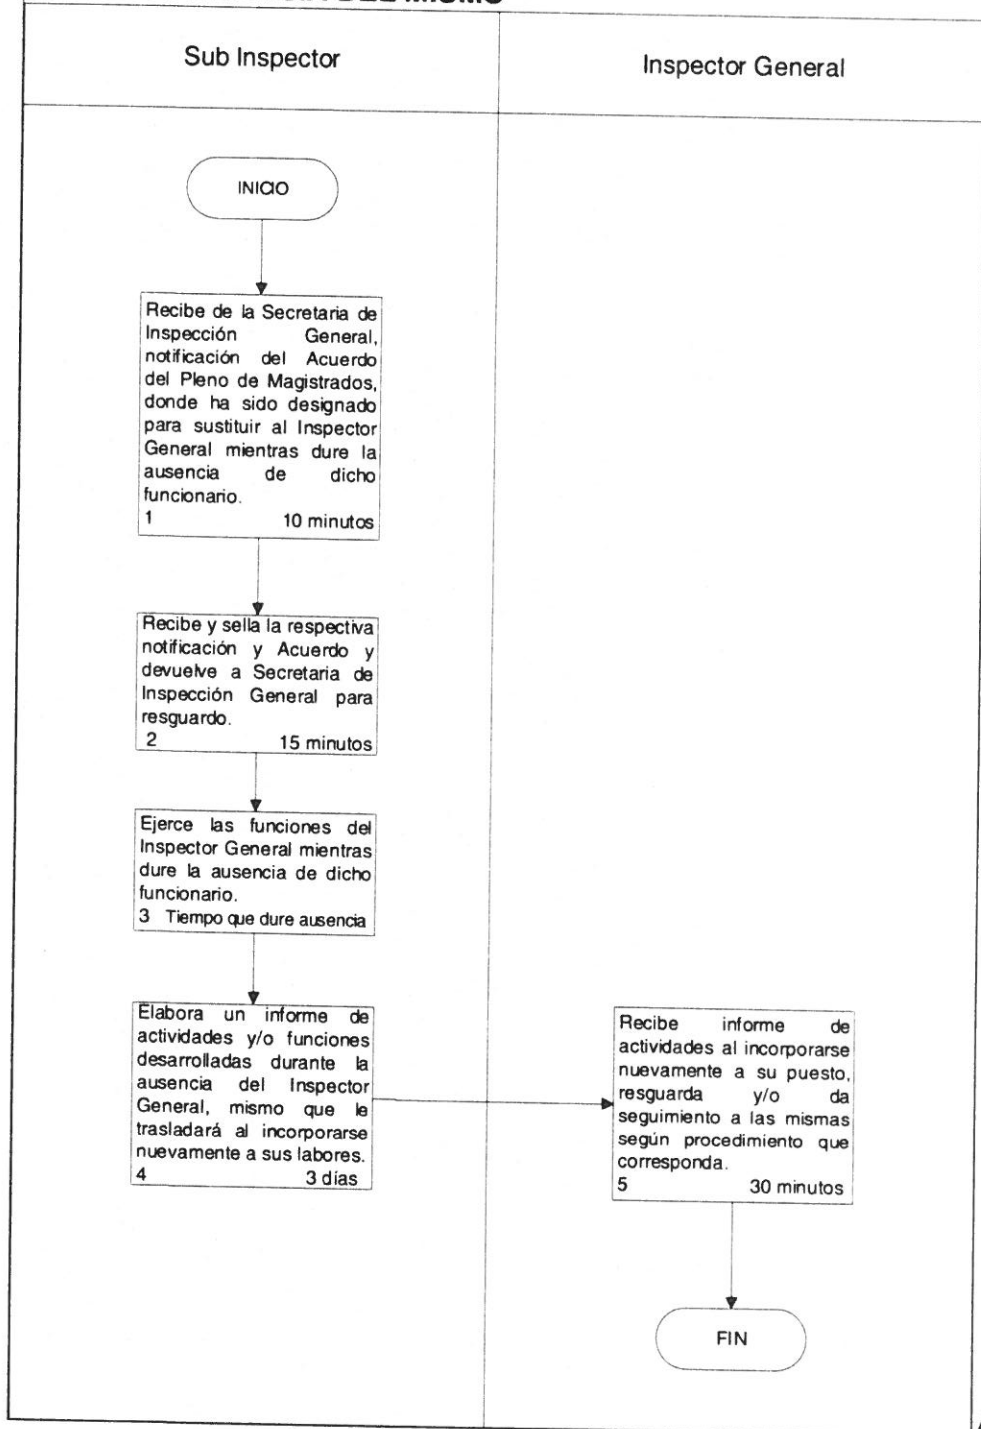 DEL MISMO
Sub Inspector
Inspector General
INICIO
Recibe de la Secretaria de
Inspección General,
notificación del Acuerdo
del Pleno de Magistrados,
donde ha sido designado
para sustituir al Inspector
General mientras dure la
ausencia de dicho
funcionario.
1 10 minutos
Recibe y sella la respectiva
notificación y Acuerdo y
devuelve a Secretaria de
Inspección General para
resguardo.
2 15 minutos
Ejerce las funciones del
Inspector General mientras
dure la ausencia de dicho
funcionario.
3 Tiempo que dure ausencia
Elabora un informe de
actividades y/o funciones
desarrolladas durante la
ausencia del Inspector
General, mismo que le
trasladará al incorporarse
nuevamente a sus labores.
4 3 días
Recibe informe de
actividades al incorporarse
nuevamente a su puesto,
resguarda y/o da
seguimiento a las mismas
según procedimiento que
corresponda.
5 30 minutos
FIN